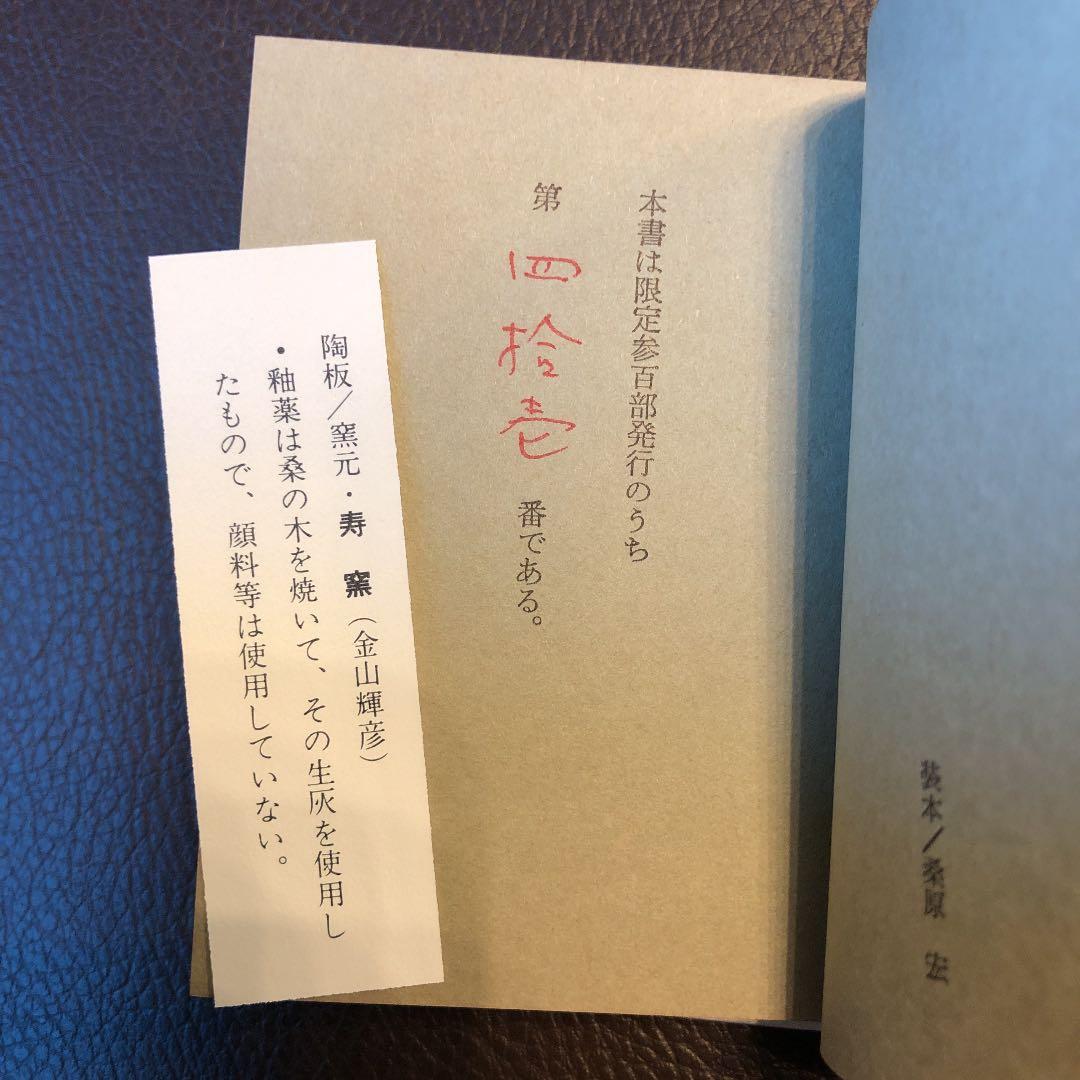 装本／桑原　宏
本書は限定参百部発行のうち
第　四拾壱　番である。
陶板／窯元・寿　窯（金山輝彦）
・釉薬は桑の木を焼いて、その生灰を使用し
たもので、顔料等は使用していない。